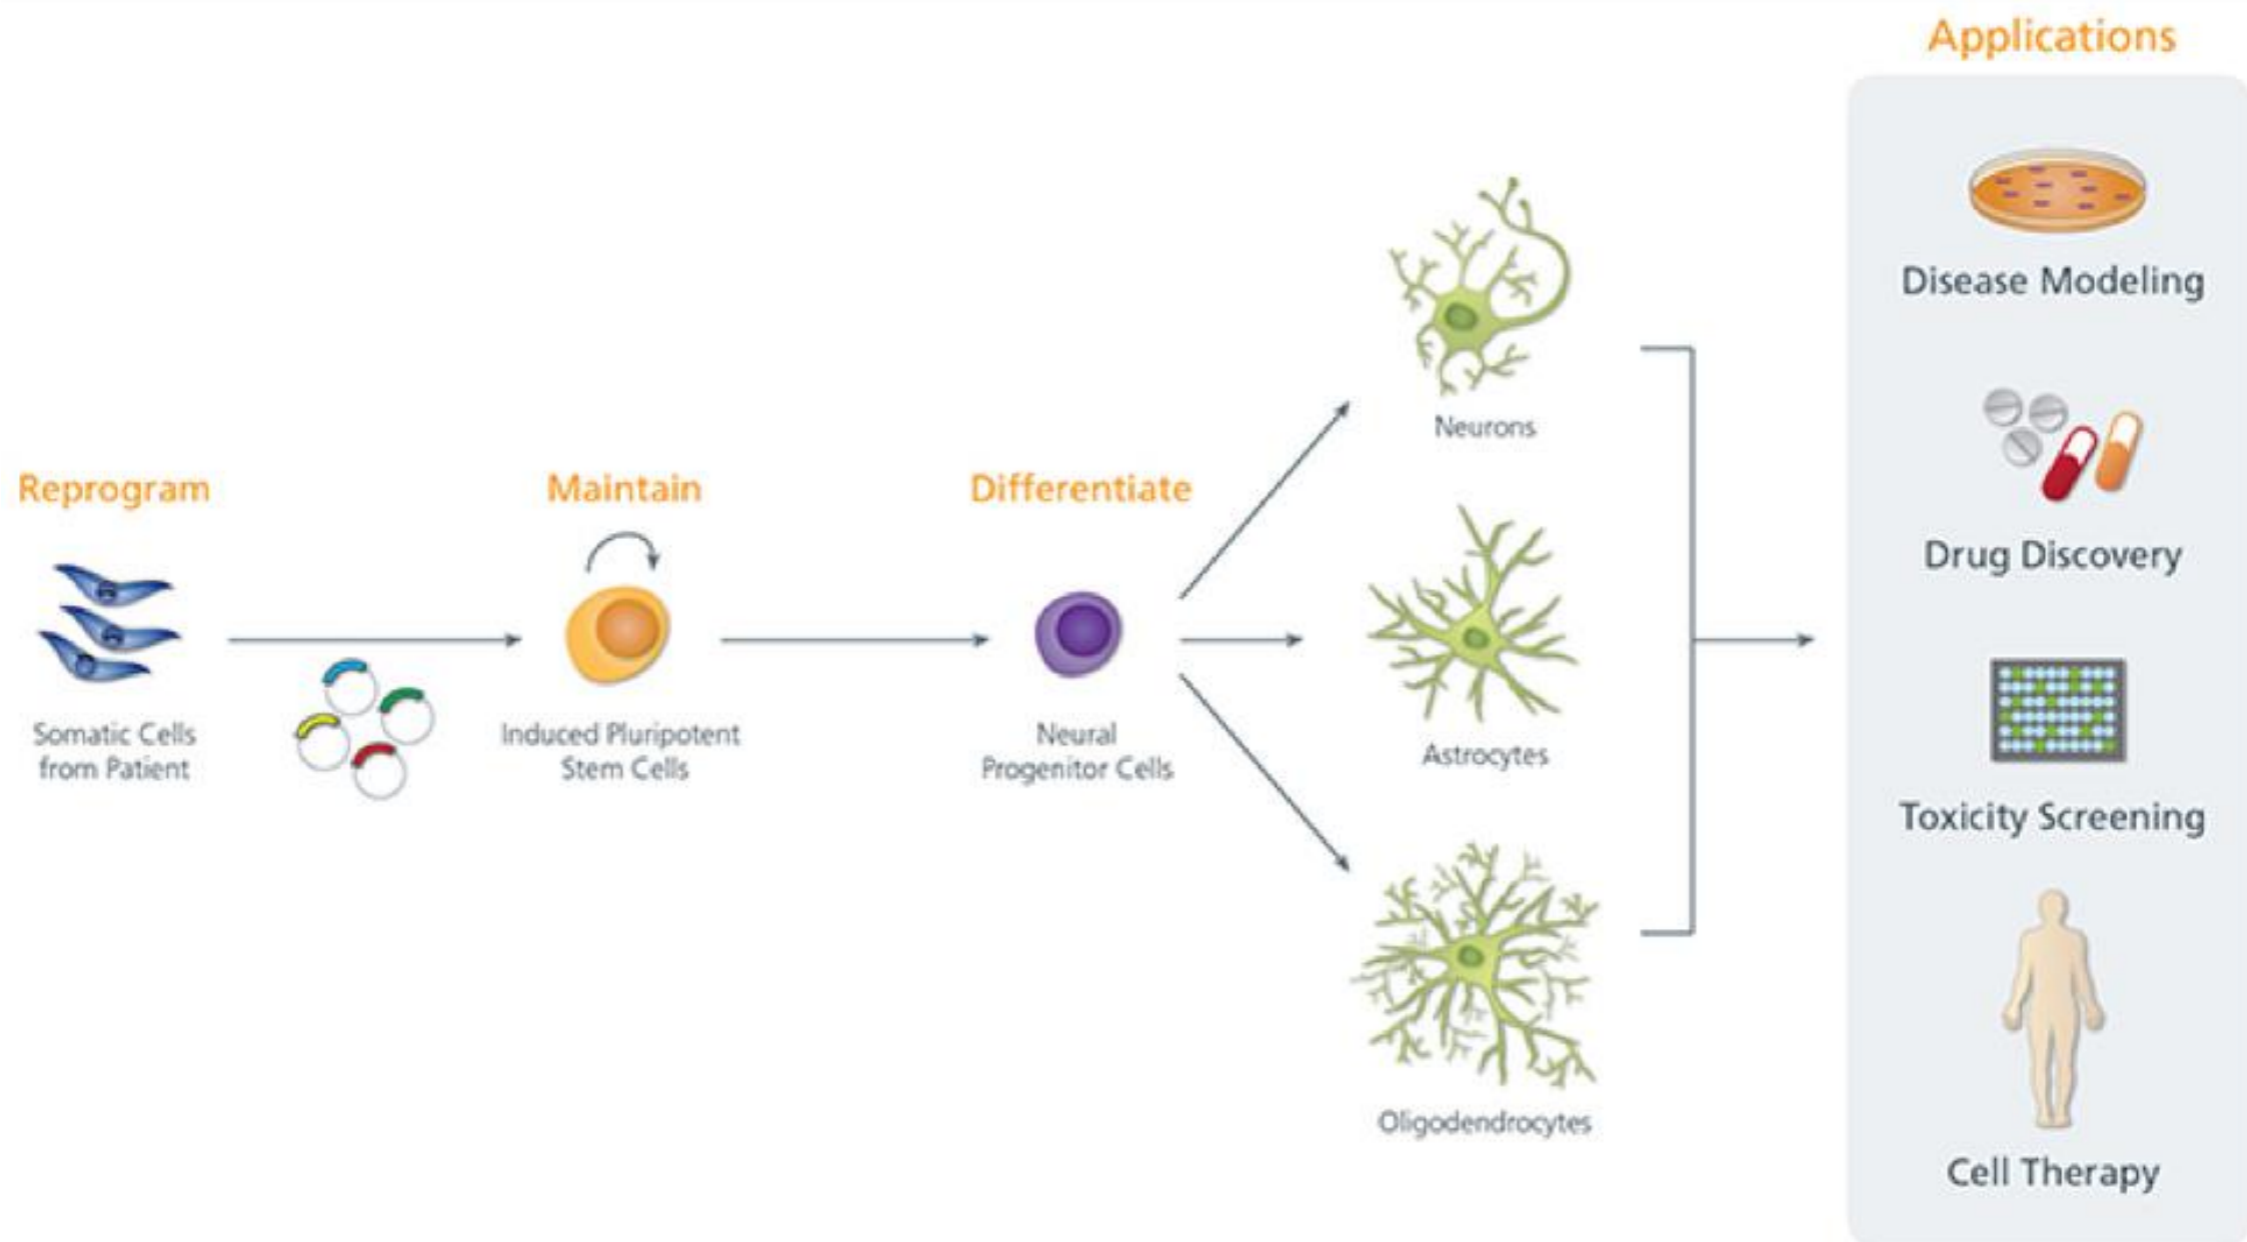 Reprogram
Somatic Cells
from Patient
Maintain
Induced Pluripotent
Stem Cells
Differentiate
Neural
Progenitor Cells
Neurons
Astrocytes
Oligodendrocytes
Applications
Disease Modeling
Drug Discovery
Toxicity Screening
Cell Therapy